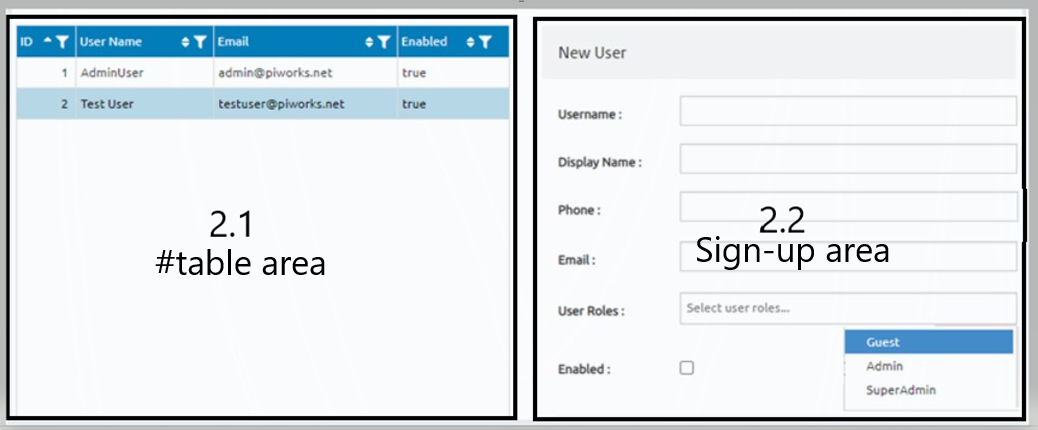 ID User Name Email Enabled
1 AdminUser admin@piworks.net true
2 Test User testuser@piworks.net true
2.1
#table area
New User
Username :
Display Name :
Phone :
2.2
Sign-up area
Email :
User Roles : Select user roles...
Guest
Admin
SuperAdmin
Enabled :